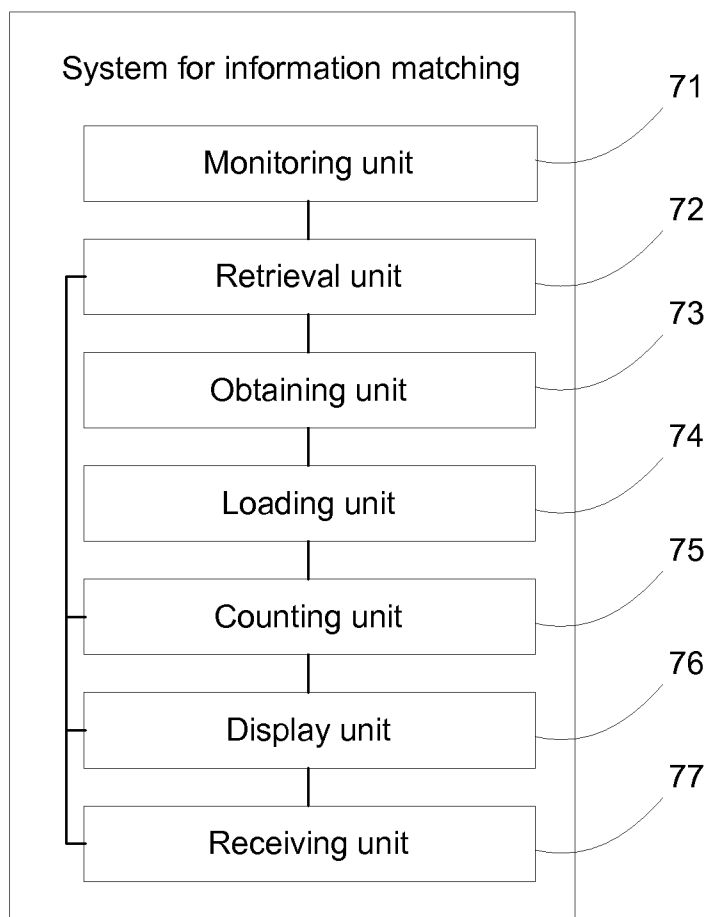 System for information matching
Monitoring unit 71
Retrieval unit 72
Obtaining unit 73
Loading unit 74
Counting unit 75
Display unit 76
Receiving unit 77